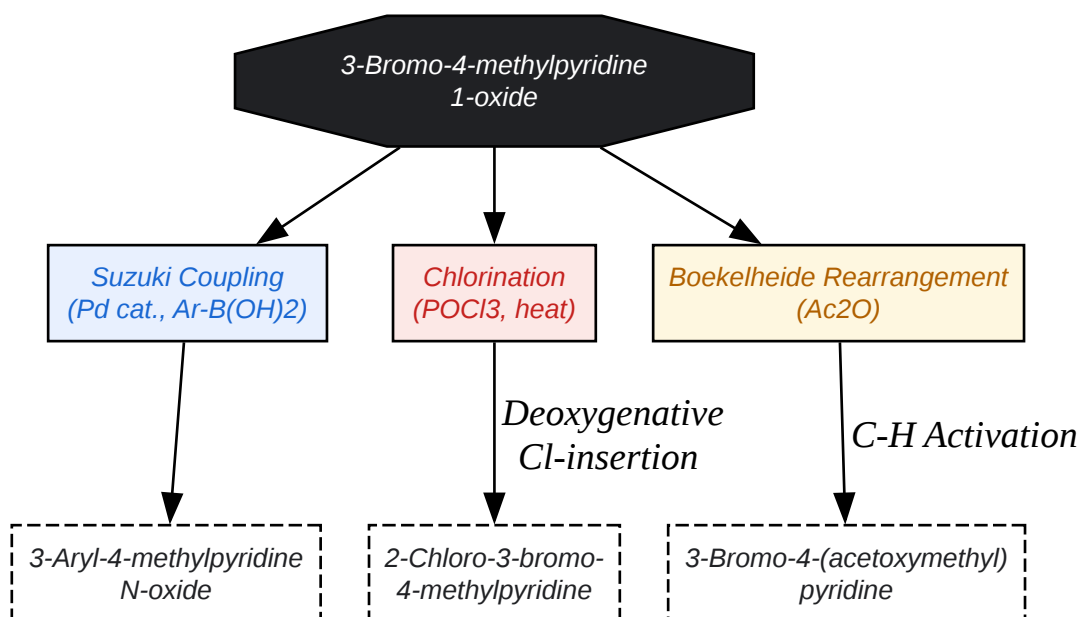 3-Bromo-4-methylpyridine
1-oxide
Suzuki Coupling
(Pd cat., Ar-B(OH)2)
Chlorination
(POCl3, heat)
Boekelheide Rearrangement
(Ac2O)
Deoxygenative
Cl-insertion
C-H Activation
3-Aryl-4-methylpyridine
N-oxide
2-Chloro-3-bromo-
4-methylpyridine
3-Bromo-4-(acetoxymethyl)
pyridine